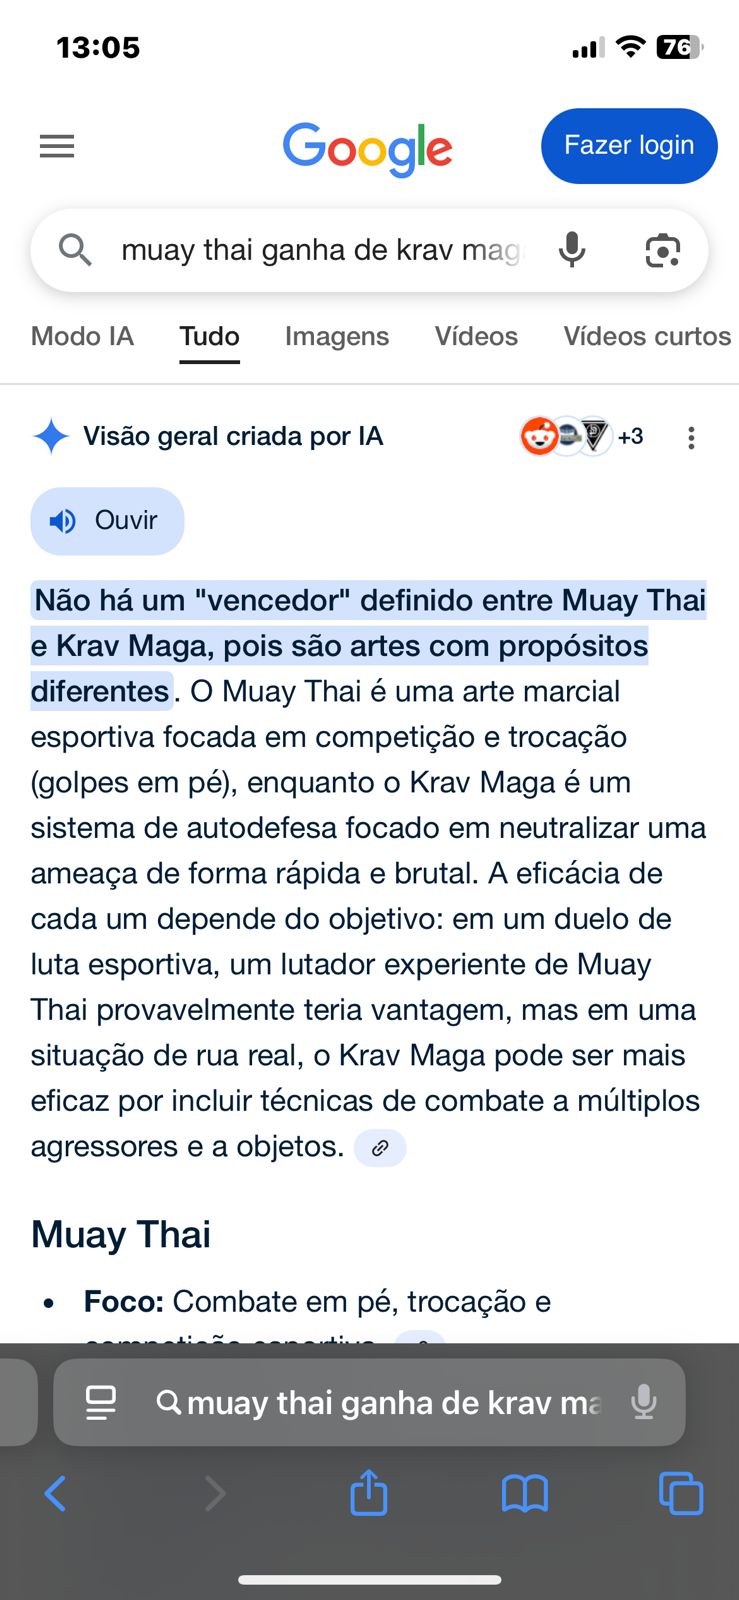 13:05
76
Google
Fazer login
muay thai ganha de krav mag
Modo IA
Tudo
Imagens
Vídeos
Vídeos curtos
Visão geral criada por IA
+3
Ouvir
Não há um "vencedor" definido entre Muay Thai
e Krav Maga, pois são artes com propósitos
diferentes. O Muay Thai é uma arte marcial
esportiva focada em competição e trocação
(golpes em pé), enquanto o Krav Maga é um
sistema de autodefesa focado em neutralizar uma
ameaça de forma rápida e brutal. A eficácia de
cada um depende do objetivo: em um duelo de
luta esportiva, um lutador experiente de Muay
Thai provavelmente teria vantagem, mas em uma
situação de rua real, o Krav Maga pode ser mais
eficaz por incluir técnicas de combate a múltiplos
agressores e a objetos.
Muay Thai
• Foco: Combate em pé, trocação e
competição esportiva.
muay thai ganha de krav ma